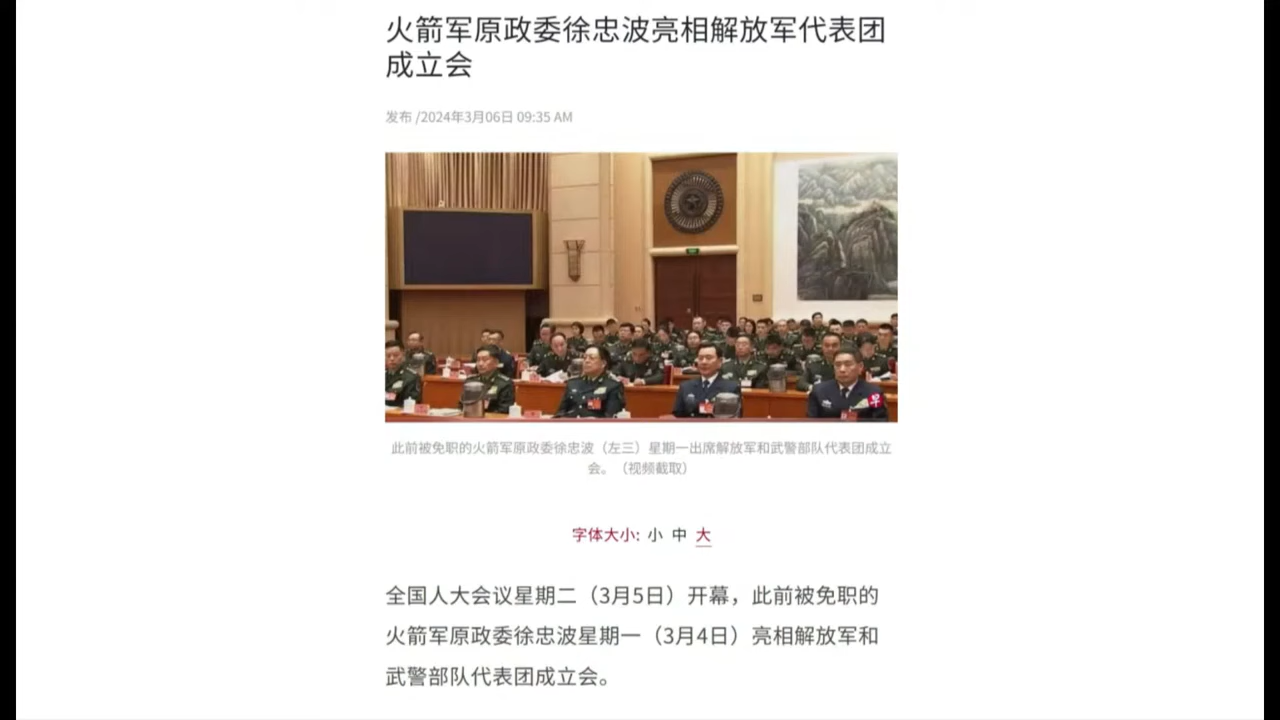 火箭军原政委徐忠波亮相解放军代表团
成立会
发布 /2024年3月06日 09:35 AM
早
此前被免职的火箭军原政委徐忠波（左三）星期一出席解放军和武警部队代表团成立
会。（视频截取）
字体大小: 小 中 大
全国人大会议星期二（3月5日）开幕，此前被免职的
火箭军原政委徐忠波星期一（3月4日）亮相解放军和
武警部队代表团成立会。